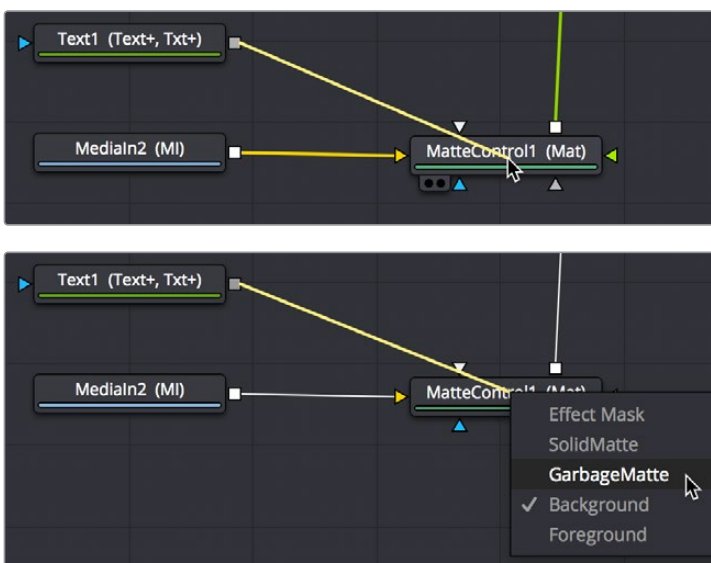 Text1 (Text+, Txt+)
MediaIn2 (MI)
MatteControl1 (Mat)
Text1 (Text+, Txt+)
MediaIn2 (MI)
MatteControl1 (Mat)
Effect Mask
SolidMatte
GarbageMatte
Background
Foreground